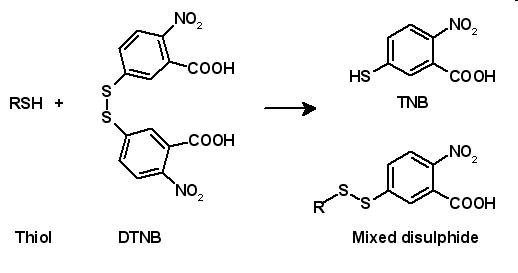 NO₂
COOH
RSH +
S
S
COOH
NO₂
Thiol
DTNB
NO₂
HS
COOH
TNB
NO₂
S
S
R
COOH
Mixed disulphide